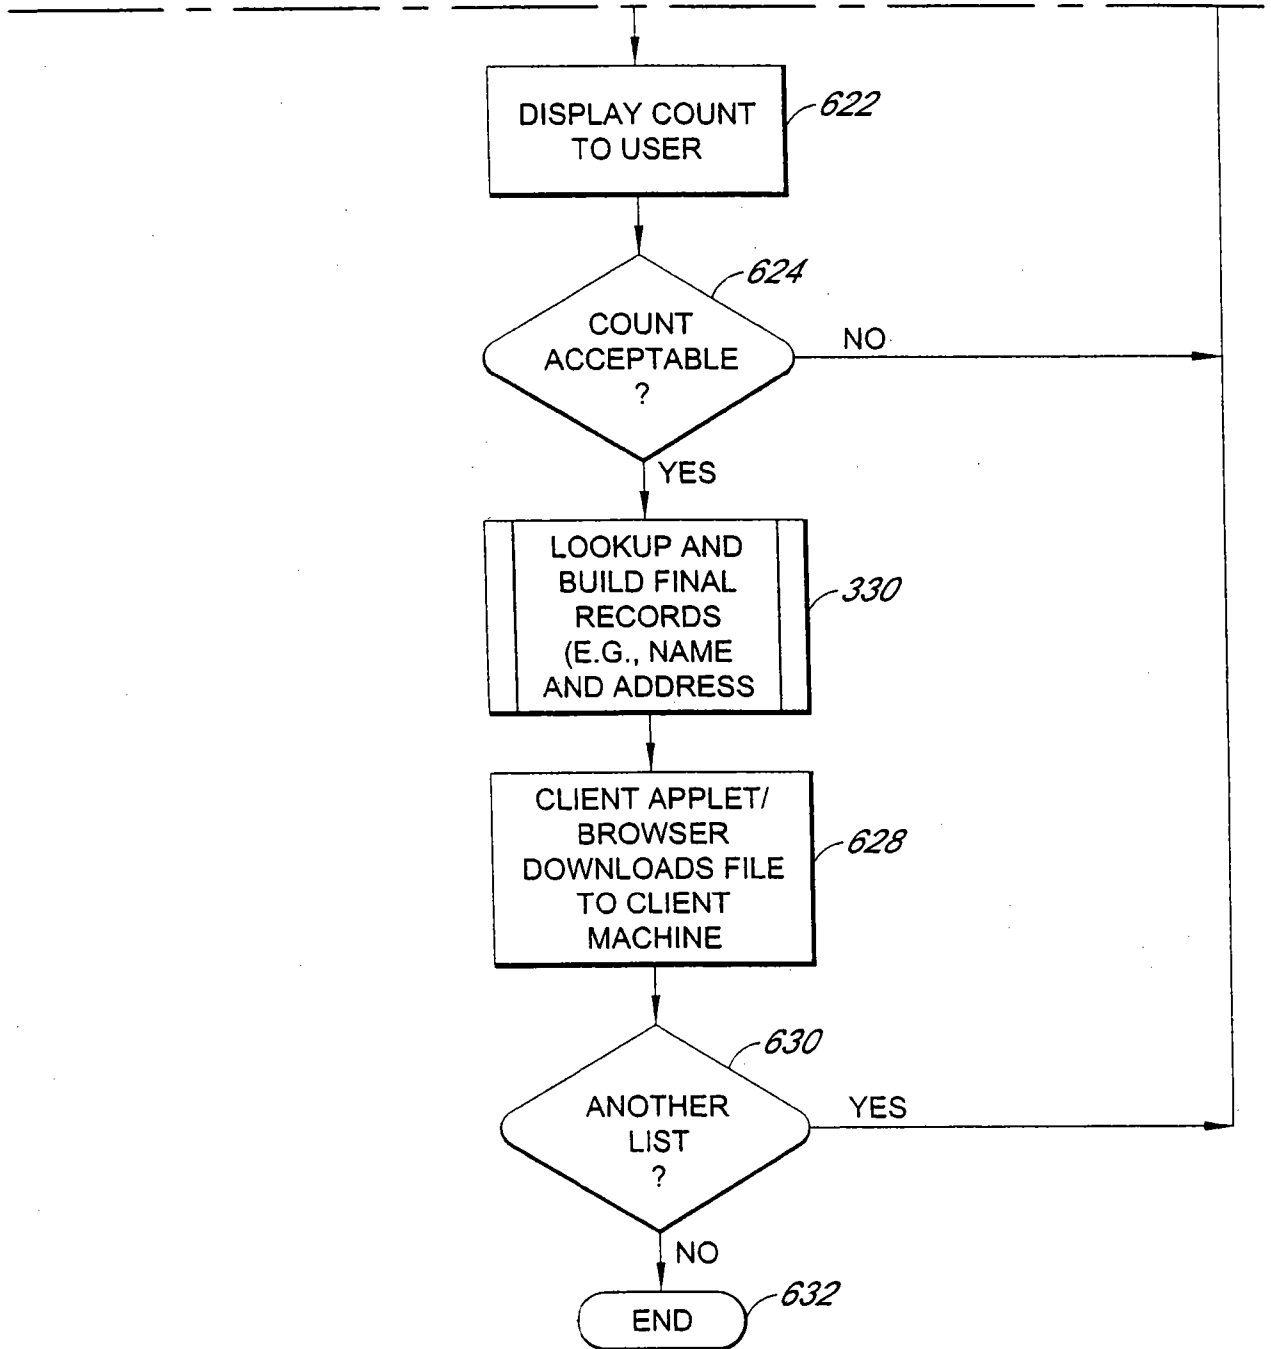 DISPLAY COUNT
TO USER
622
624
COUNT
ACCEPTABLE
?
NO
YES
LOOKUP AND
BUILD FINAL
RECORDS
(E.G., NAME
AND ADDRESS
330
CLIENT APPLET/
BROWSER
DOWNLOADS FILE
TO CLIENT
MACHINE
628
630
ANOTHER
LIST
?
YES
NO
END
632